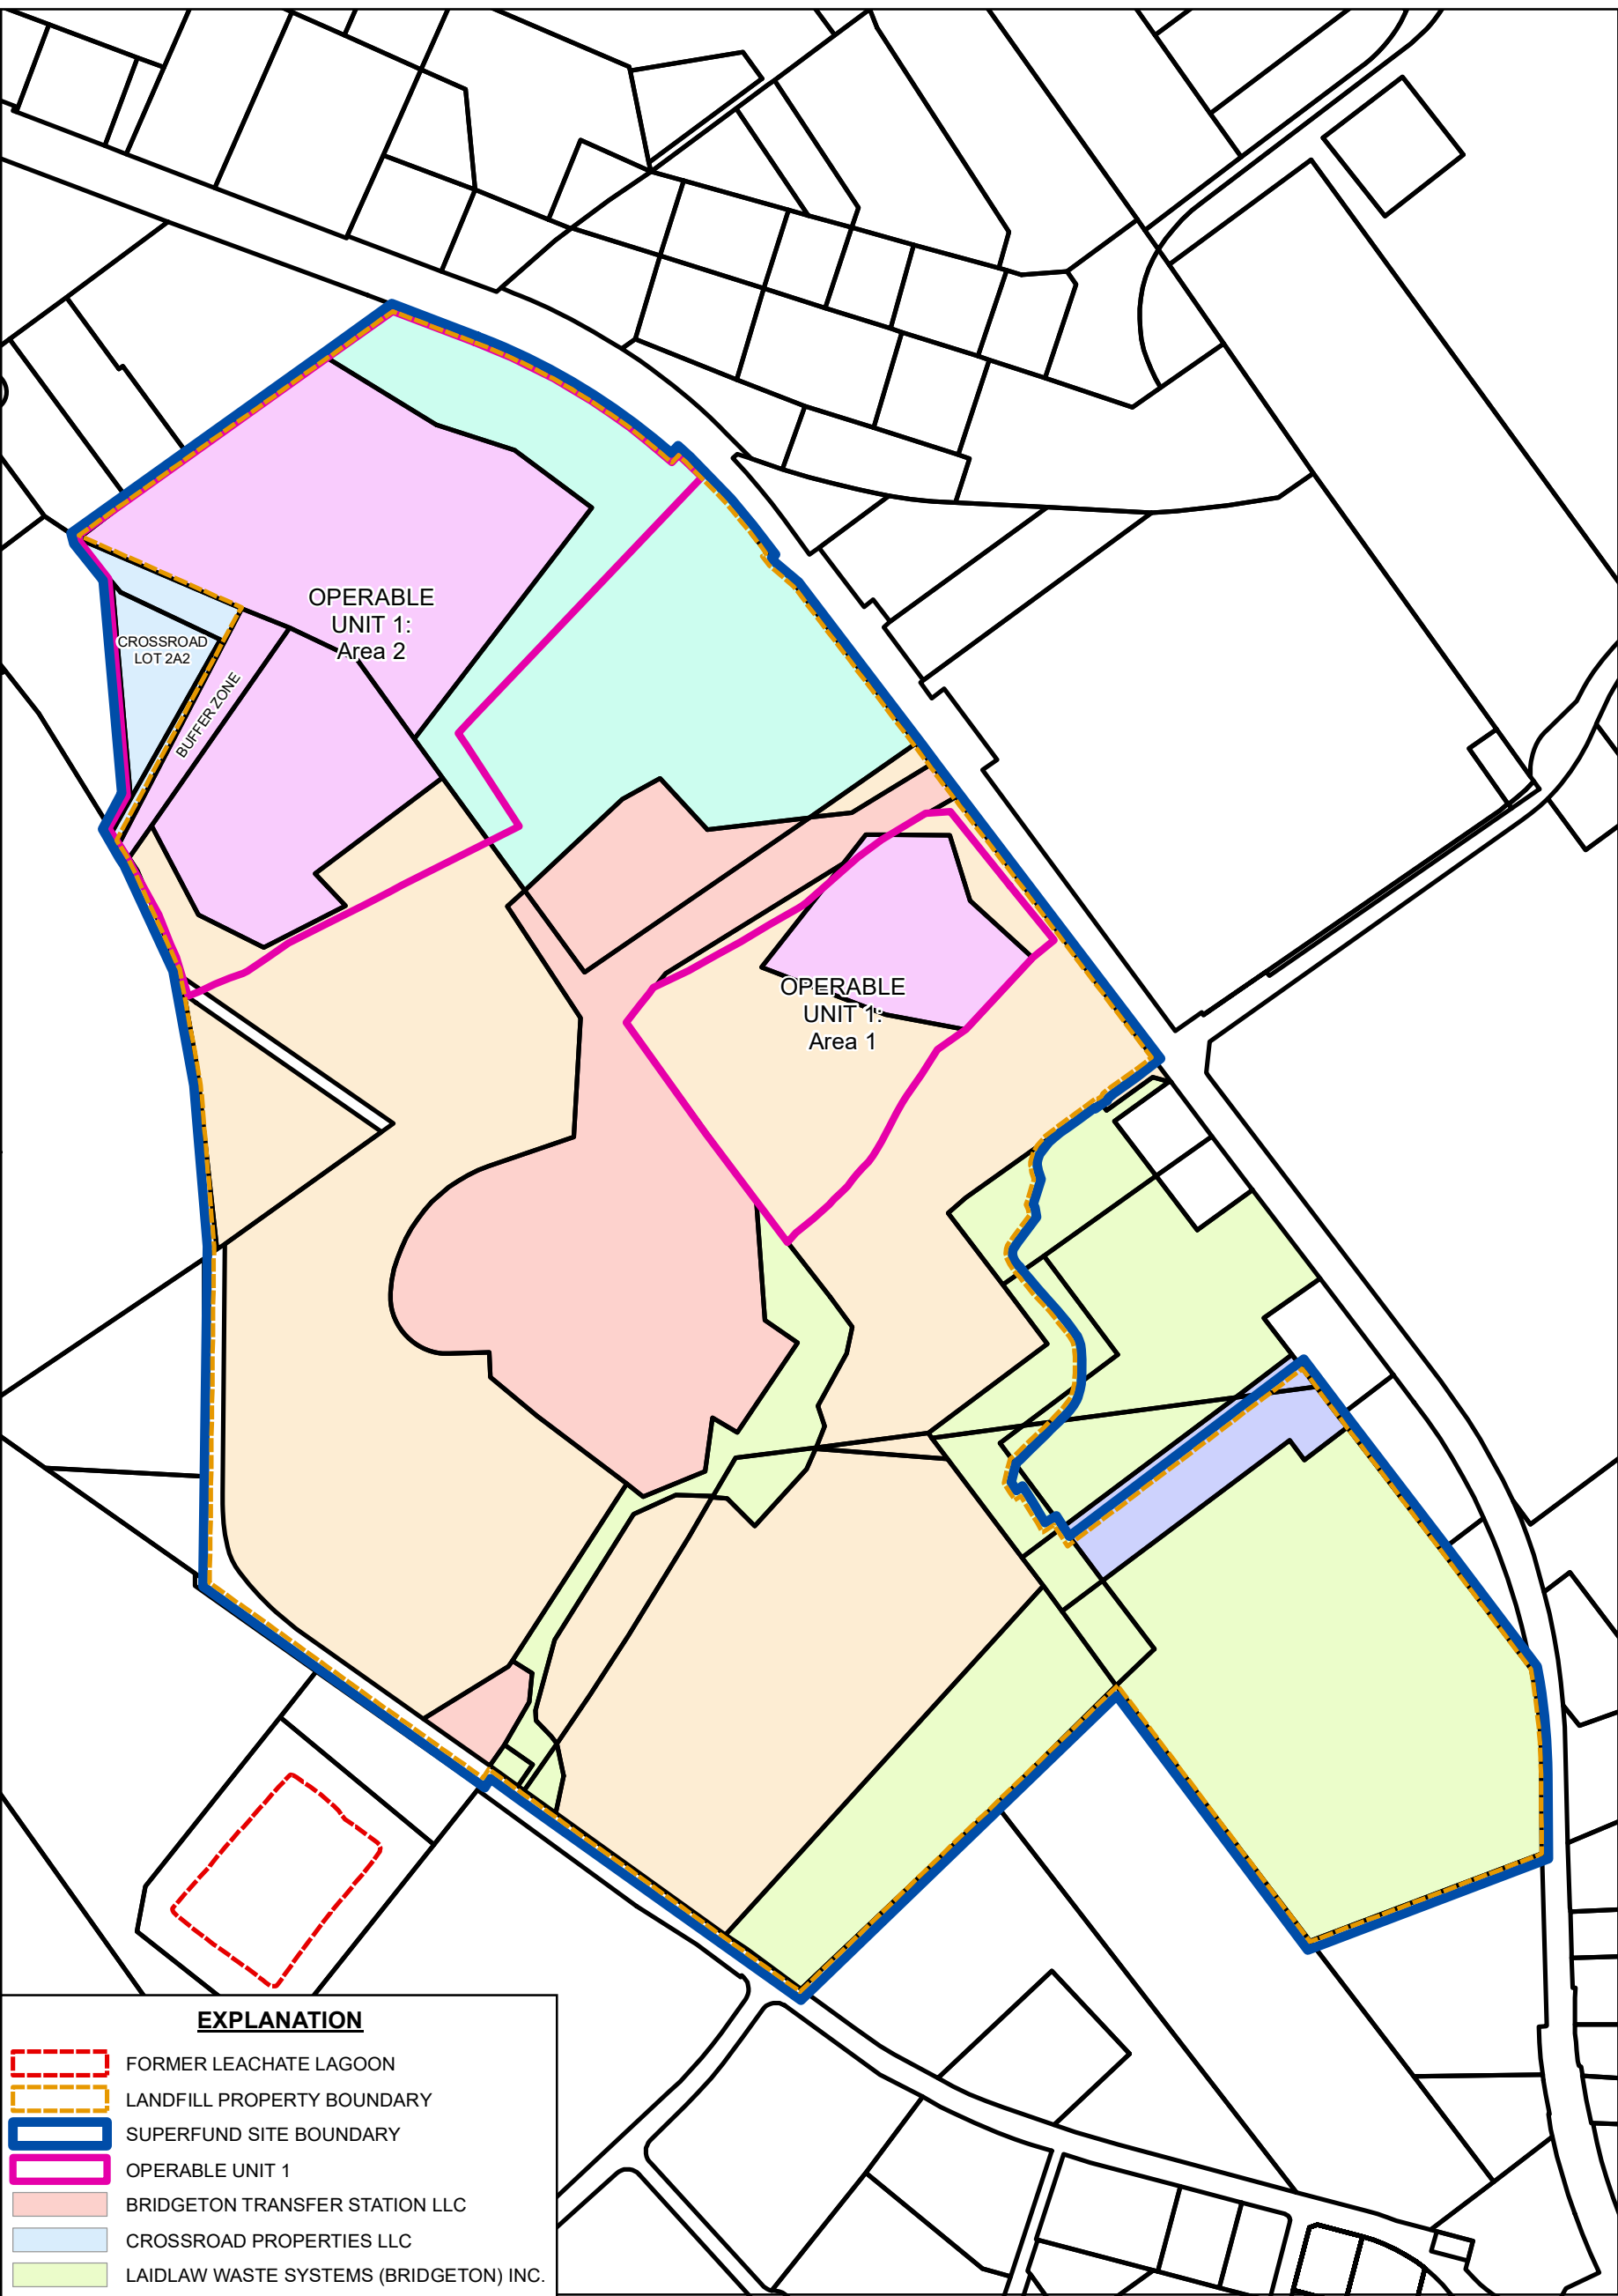 OPERABLE
UNIT 1:
Area 2
CROSSROAD
LOT 2A2
BUFFER ZONE
OPERABLE
UNIT 1:
Area 1
EXPLANATION
FORMER LEACHATE LAGOON
LANDFILL PROPERTY BOUNDARY
SUPERFUND SITE BOUNDARY
OPERABLE UNIT 1
BRIDGETON TRANSFER STATION LLC
CROSSROAD PROPERTIES LLC
LAIDLAW WASTE SYSTEMS (BRIDGETON) INC.